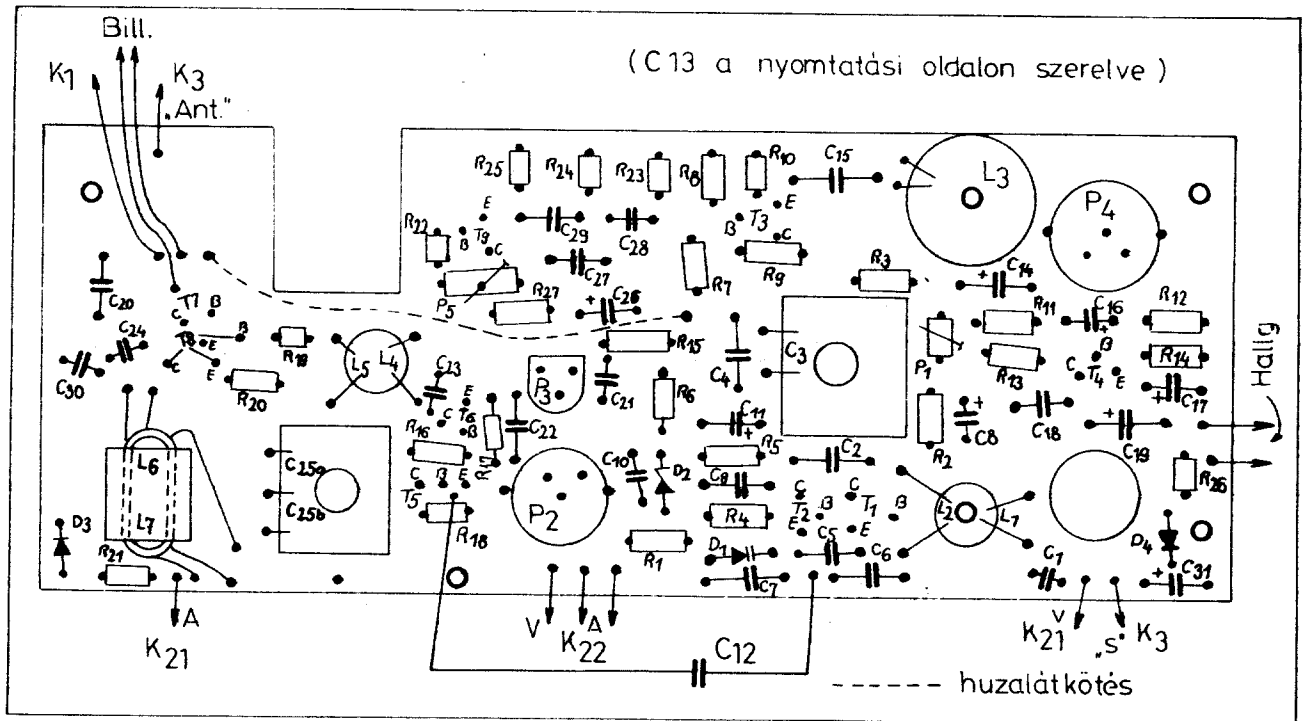 Bill.
K1
K3
„Ant."
(C13 a nyomtatási oldalon szerelve)
R25
R24
R23
R8
R10
C15
L3
P4
R22
E
B
T9
C
C29
C28
B
T3
E
C
R9
C27
P5
R27
C26
+
R7
R3
C14
+
C20
T7
B
C
T8
E
B
C
E
C24
C30
R18
R20
L5
L4
R15
C4
C3
P1
R11
R13
C16
+
R12
R14
B
C
T4
E
C17
+
C23
P3
C21
R6
C11
+
R2
C8
+
C18
C19
+
Hallg
E
C
T6
B
R16
R17
C22
L6
L7
C25a
C25b
C
B
E
T5
R18
P2
C10
D2
R5
C9
R4
C2
C
T2
B
E
C
T1
B
E
L2
L1
R26
D3
R21
R1
D1
C7
C5
C6
C1
D4
C31
+
A
K21
V
K22
A
C12
V
K21
„S"
K3
------ huzalátkötés